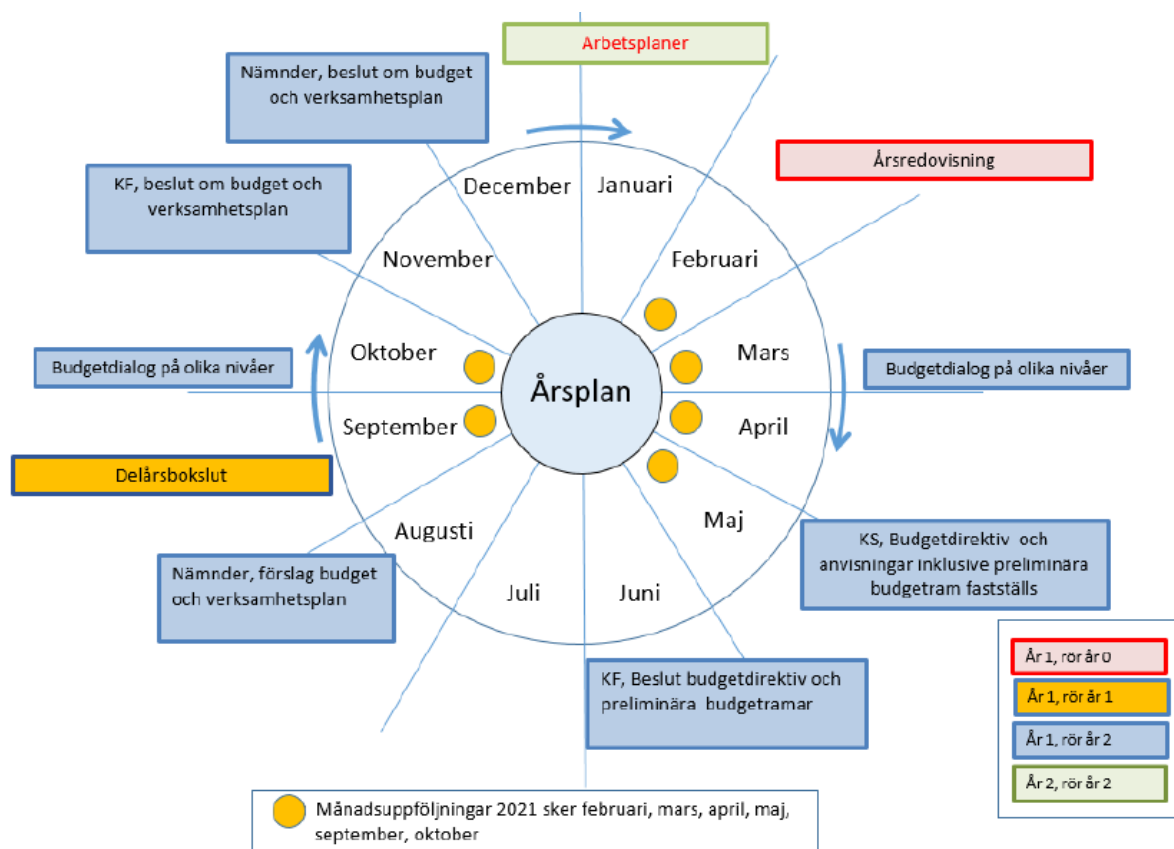 Arbetsplaner
Nämnder, beslut om budget
och verksamhetsplan
Årsredovisning
KF, beslut om budget och
verksamhetsplan
December
Januari
November
Februari
Oktober
Mars
Budgetdialog på olika nivåer
Årsplan
Budgetdialog på olika nivåer
September
April
Delårsbokslut
Augusti
Maj
KS, Budgetdirektiv och
anvisningar inklusive preliminära
budgetram fastställs
Nämnder, förslag budget
och verksamhetsplan
Juli
Juni
KF, Beslut budgetdirektiv och
preliminära budgetramar
År 1, rör år 0
År 1, rör år 1
År 1, rör år 2
År 2, rör år 2
Månadsuppföljningar 2021 sker februari, mars, april, maj,
september, oktober